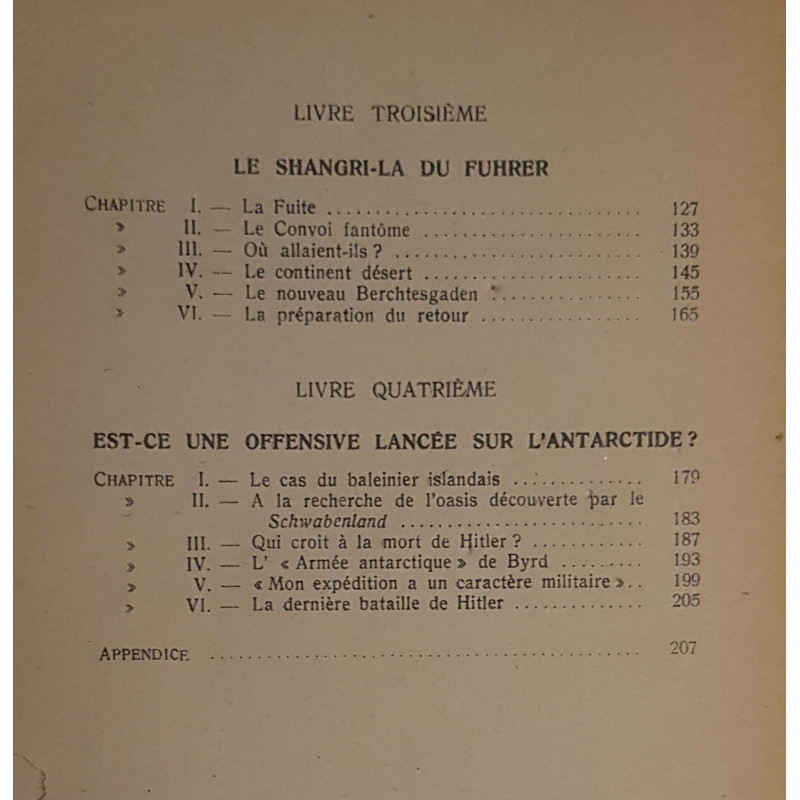 LIVRE TROISIÈME
LE SHANGRI-LA DU FUHRER
CHAPITRE I. — La Fuite .............................. 127
» II. — Le Convoi fantôme ..................... 133
» III. — Où allaient-ils ? ........................ 139
» IV. — Le continent désert ..................... 145
» V. — Le nouveau Berchtesgaden .............. 155
» VI. — La préparation du retour ............... 165
LIVRE QUATRIÈME
EST-CE UNE OFFENSIVE LANCÉE SUR L'ANTARCTIDE ?
CHAPITRE I. — Le cas du baleinier islandais ............. 179
» II. — A la recherche de l'oasis découverte par le
Schwabenland ....................... 183
» III. — Qui croit à la mort de Hitler ? ............ 187
» IV. — L' « Armée antarctique » de Byrd ......... 193
» V. — « Mon expédition a un caractère militaire ».. 199
» VI. — La dernière bataille de Hitler ............. 205
APPENDICE ......................................... 207